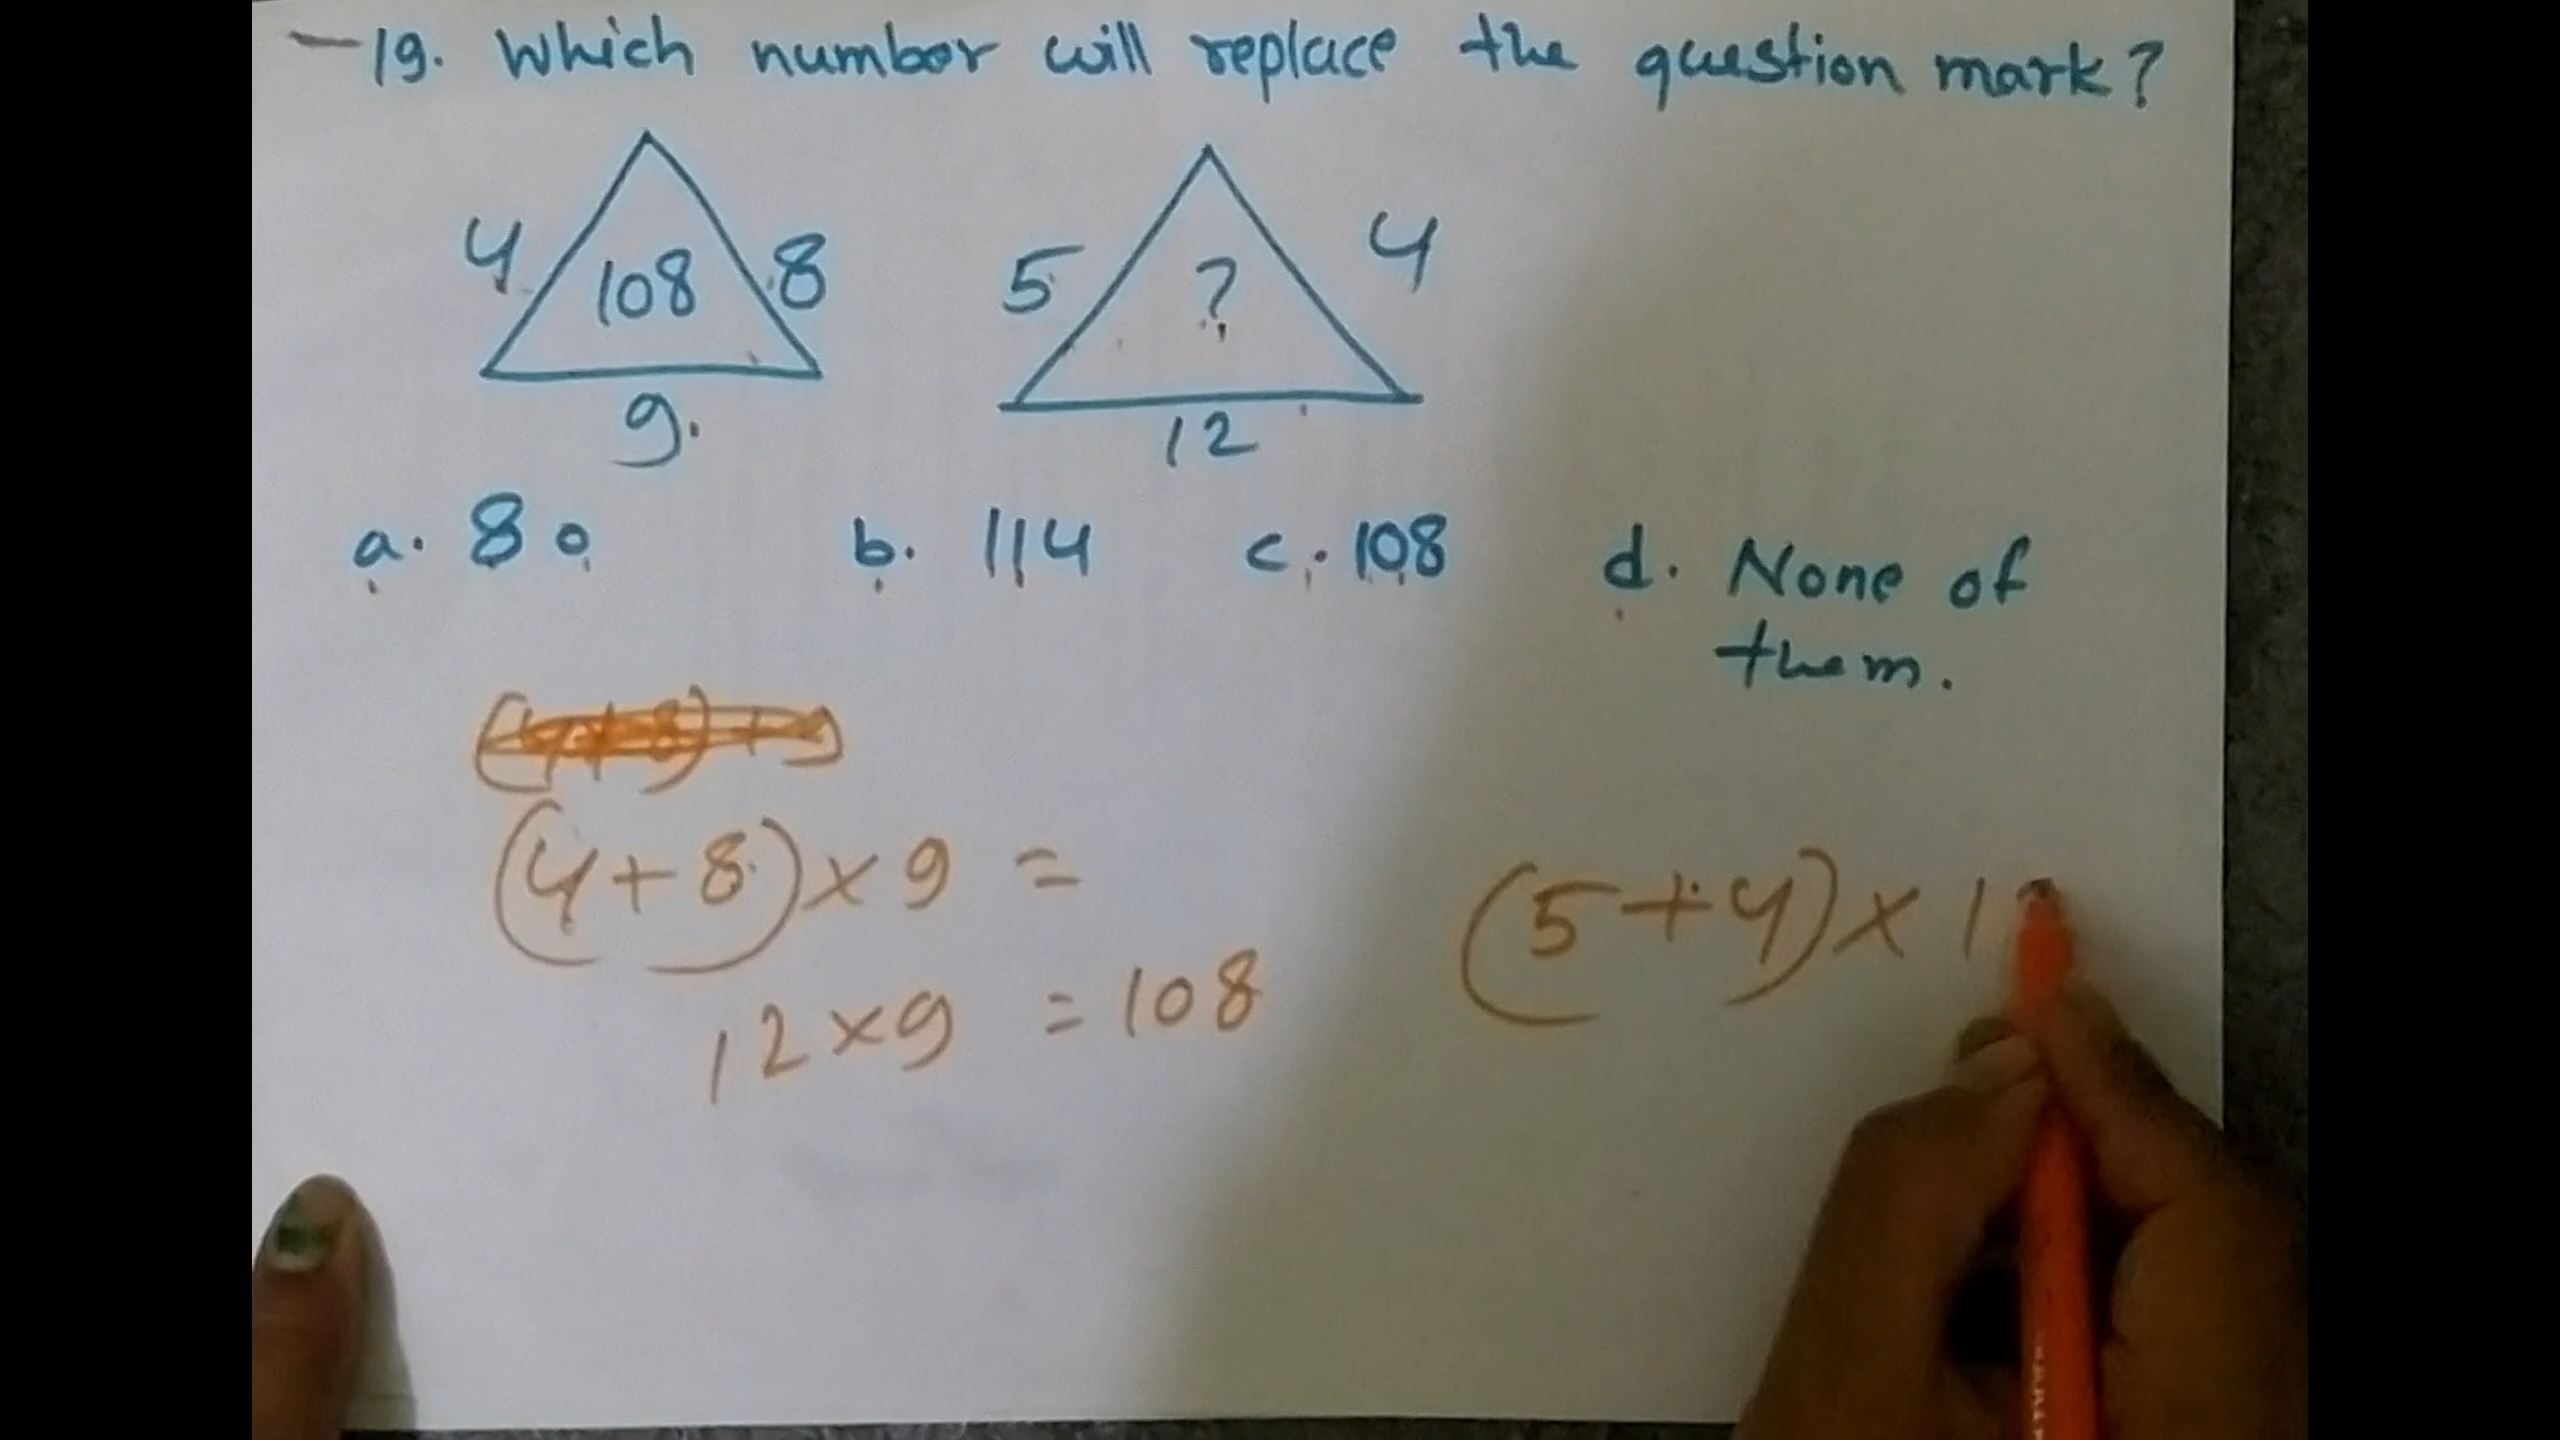 19. Which number will replace the question mark?
4 108 8
9.
5 ? 4
12
a. 80 b. 114 c. 108 d. None of
them.
(4+8)×9 =
12×9 = 108
(5+4)× 1